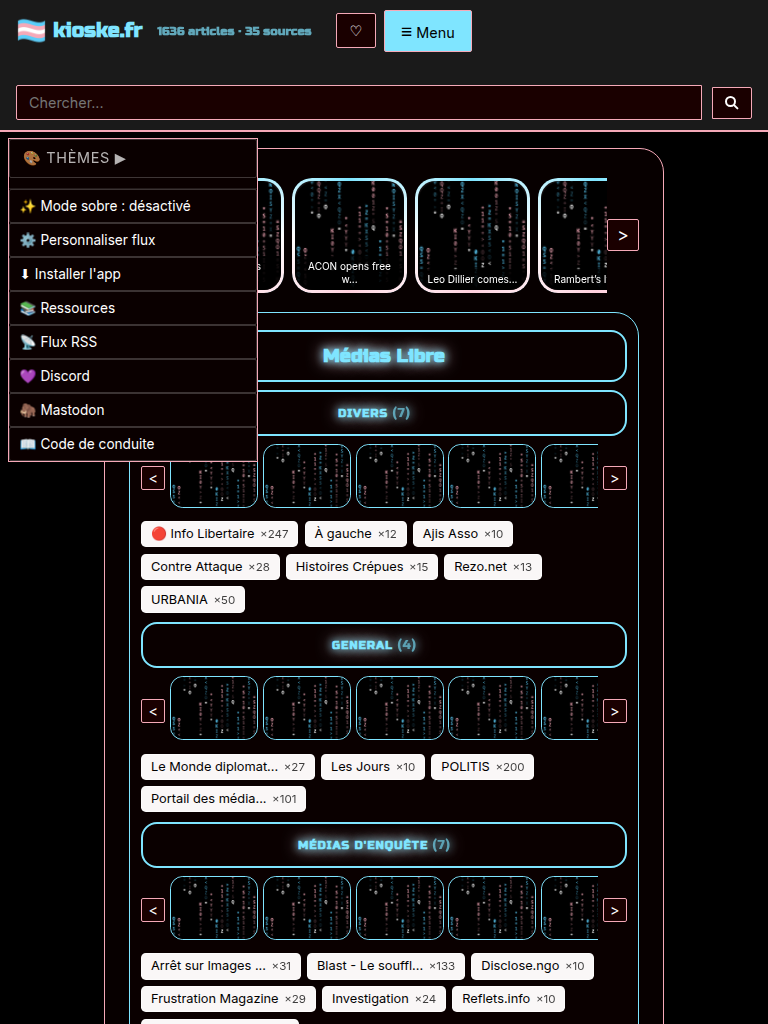 kioske.fr 1636 articles · 35 sources ♡ ≡ Menu
Chercher...
🎨 THÈMES ▶
✨ Mode sobre : désactivé
⚙️ Personnaliser flux
⬇ Installer l'app
📚 Ressources
📡 Flux RSS
💜 Discord
🦣 Mastodon
📖 Code de conduite
ACON opens free
w...
Leo Dillier comes...
Rambert's
>
Médias Libre
DIVERS (7)
< >
🔴 Info Libertaire ×247 À gauche ×12 Ajis Asso ×10
Contre Attaque ×28 Histoires Crépues ×15 Rezo.net ×13
URBANIA ×50
GENERAL (4)
< >
Le Monde diplomat... ×27 Les Jours ×10 POLITIS ×200
Portail des média... ×101
MÉDIAS D'ENQUÊTE (7)
< >
Arrêt sur Images ... ×31 Blast - Le souffl... ×133 Disclose.ngo ×10
Frustration Magazine ×29 Investigation ×24 Reflets.info ×10